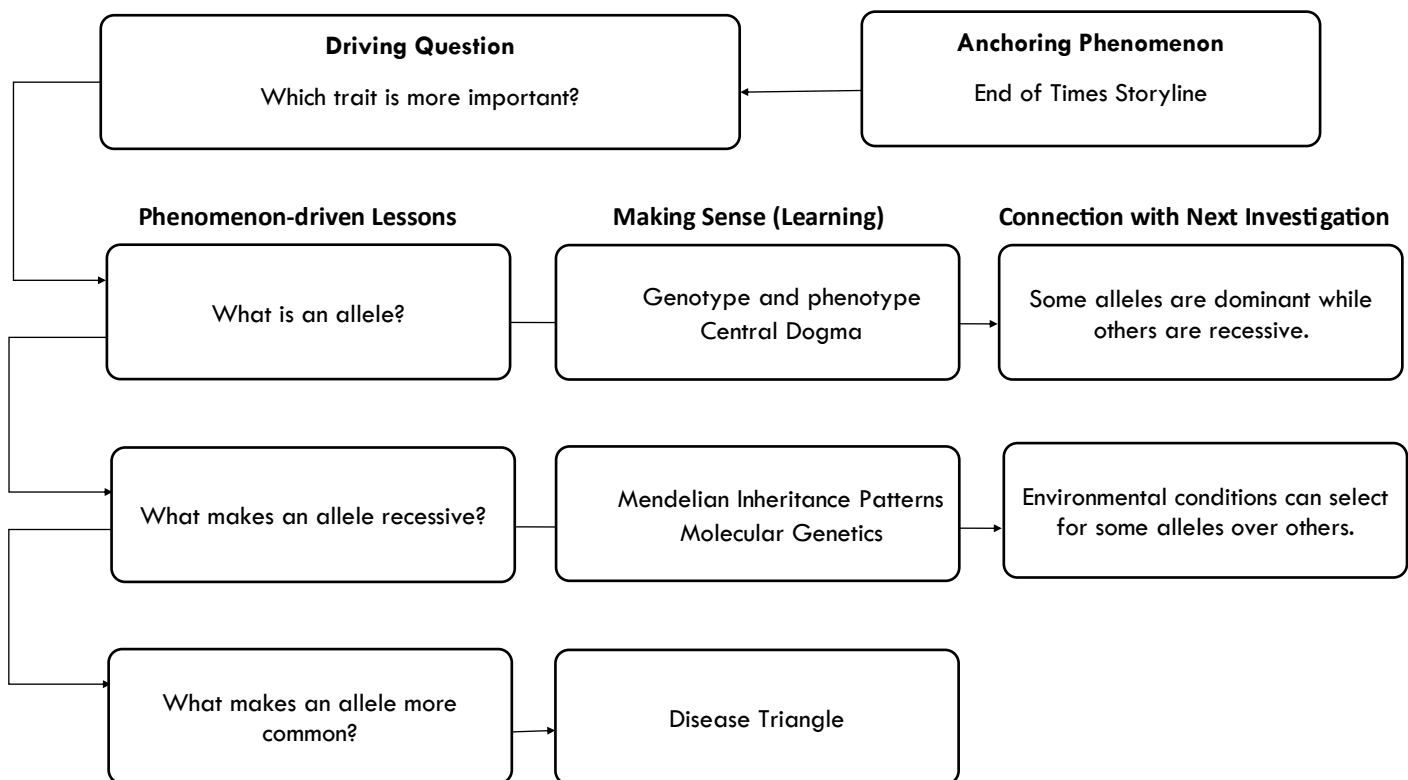 Driving Question
Which trait is more important?
Anchoring Phenomenon
End of Times Storyline
Phenomenon-driven Lessons
Making Sense (Learning)
Connection with Next Investigation
What is an allele?
Genotype and phenotype
Central Dogma
Some alleles are dominant while
others are recessive.
What makes an allele recessive?
Mendelian Inheritance Patterns
Molecular Genetics
Environmental conditions can select
for some alleles over others.
What makes an allele more
common?
Disease Triangle